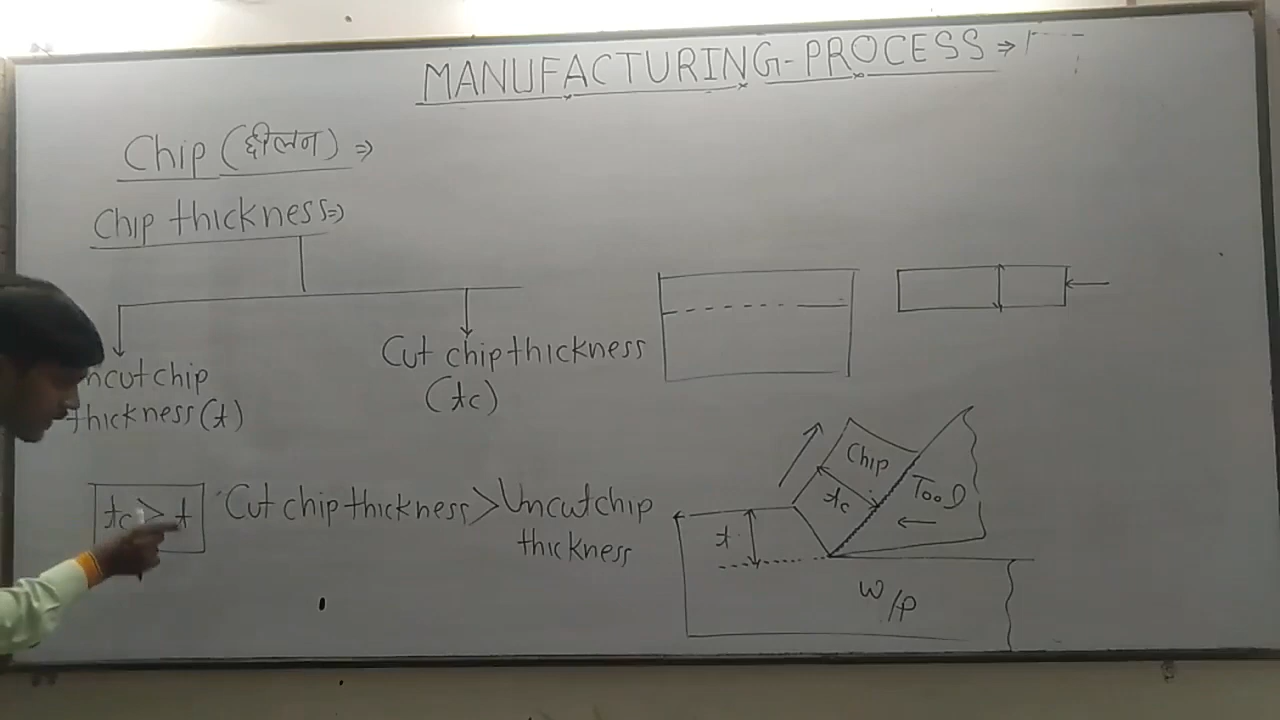 MANUFACTURING-PROCESS⇒
Chip (छीलन) ⇒
Chip thickness⇒
ncut chip
thickness (t)
Cut chip thickness
(tc)
tc > t
Cut chip thickness > Uncut chip
thickness
Chip
tc
Tool
t
W/P